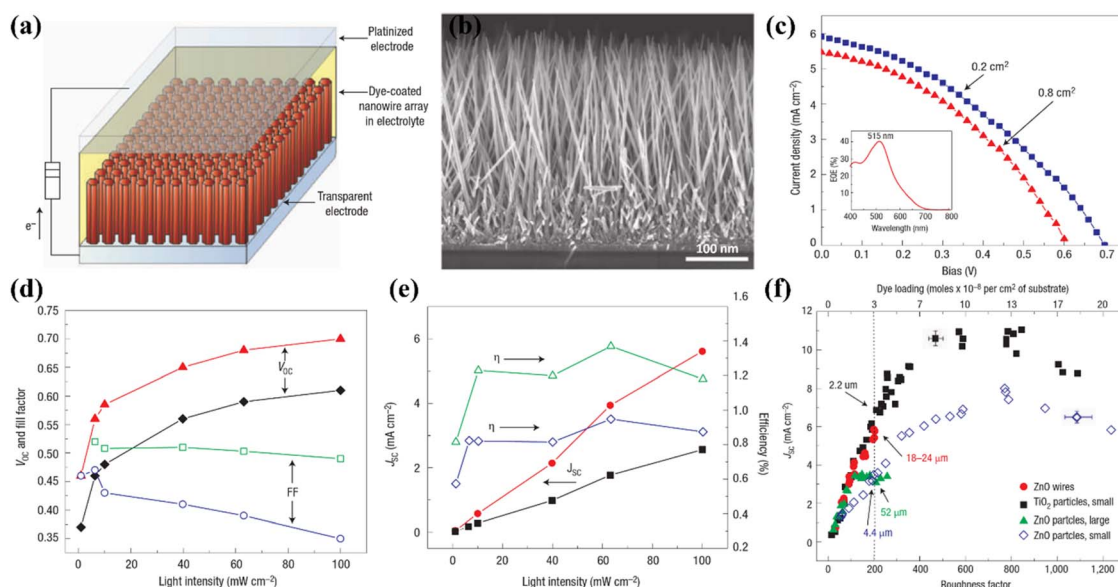 (a)
Platinized
electrode
Dye-coated
nanowire array
in electrolyte
Transparent
electrode
e–
(b)
100 nm
(c)
6
5
4
3
2
1
0
Current density (mA cm–2)
0.2 cm2
0.8 cm2
515 nm
40
30
20
10
EQE (%)
400 500 600 700 800
Wavelength (nm)
0.0 0.1 0.2 0.3 0.4 0.5 0.6 0.7
Bias (V)
(d)
0.75
0.70
0.65
0.60
0.55
0.50
0.45
0.40
0.35
VOC and fill factor
VOC
FF
0 20 40 60 80 100
Light intensity (mW cm–2)
(e)
6
4
2
0
JSC (mA cm–2)
η
η
JSC
1.6
1.4
1.2
1.0
0.8
0.6
0.4
0.3
0.2
Efficiency (%)
0 20 40 60 80 100
Light intensity (mW cm–2)
(f)
Dye loading (moles x 10–8 per cm2 of substrate)
0 3 7 10 13 17 20
12
10
8
6
4
2
0
JSC (mA cm–2)
2.2 um
18–24 μm
52 μm
4.4 μm
ZnO wires
TiO2 particles, small
ZnO partcles, large
ZnO partcles, small
0 200 400 600 800 1,000 1,200
Roughness factor